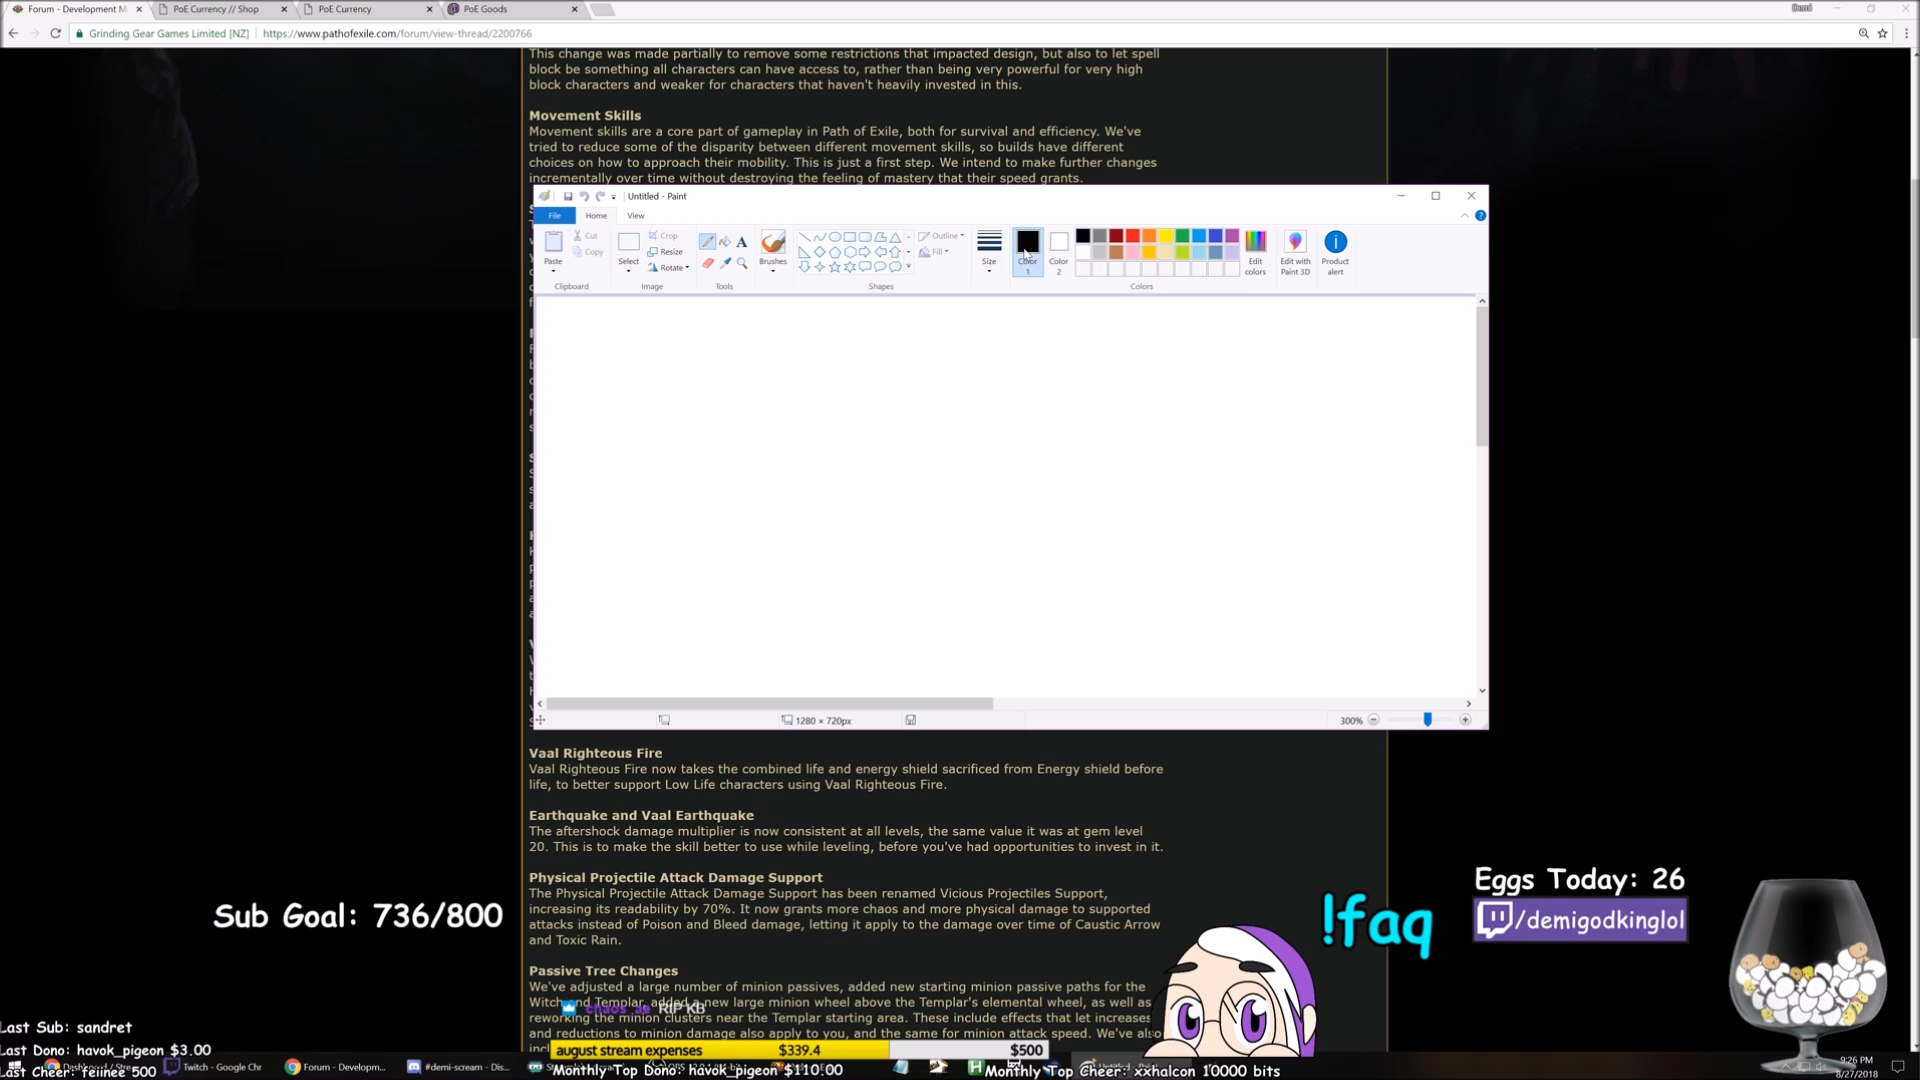 Forum - Development M
PoE Currency // Shop
PoE Currency
PoE Goods
Demi
Grinding Gear Games Limited [NZ]
https://www.pathofexile.com/forum/view-thread/2200766
This change was made partially to remove some restrictions that impacted design, but also to let spell
block be something all characters can have access to, rather than being very powerful for very high
block characters and weaker for characters that haven't heavily invested in this.
Movement Skills
Movement skills are a core part of gameplay in Path of Exile, both for survival and efficiency. We've
tried to reduce some of the disparity between different movement skills, so builds have different
choices on how to approach their mobility. This is just a first step. We intend to make further changes
incrementally over time without destroying the feeling of mastery that their speed grants.
Untitled - Paint
File
Home
View
Paste
Cut
Copy
Clipboard
Select
Crop
Resize
Rotate
Image
A
Tools
Brushes
Outline
Fill
Shapes
Size
Color
1
Color
2
Edit
colors
Colors
Edit with
Paint 3D
Product
alert
1280 × 720px
300%
Vaal Righteous Fire
Vaal Righteous Fire now takes the combined life and energy shield sacrificed from Energy shield before
life, to better support Low Life characters using Vaal Righteous Fire.
Earthquake and Vaal Earthquake
The aftershock damage multiplier is now consistent at all levels, the same value it was at gem level
20. This is to make the skill better to use while leveling, before you've had opportunities to invest in it.
Physical Projectile Attack Damage Support
The Physical Projectile Attack Damage Support has been renamed Vicious Projectiles Support,
increasing its readability by 70%. It now grants more chaos and more physical damage to supported
attacks instead of Poison and Bleed damage, letting it apply to the damage over time of Caustic Arrow
and Toxic Rain.
Passive Tree Changes
We've adjusted a large number of minion passives, added new starting minion passive paths for the
Witch and Templar, added a new large minion wheel above the Templar's elemental wheel, as well as
reworking the minion clusters near the Templar starting area. These include effects that let increases
and reductions to minion damage also apply to you, and the same for minion attack speed. We've also
chaos_ae RIP KB
Sub Goal: 736/800
!faq
Eggs Today: 26
/demigodkinglol
Last Sub: sandret
Last Dono: havok_pigeon $3.00
Last Cheer: feiinee 500
august stream expenses $339.4 $500
Monthly Top Dono: havok_pigeon $110.00
Monthly Top Cheer: xxhalcon 10000 bits
Twitch - Google Chr
Forum - Developm...
#demi-scream - Dis...
9:26 PM
8/27/2018